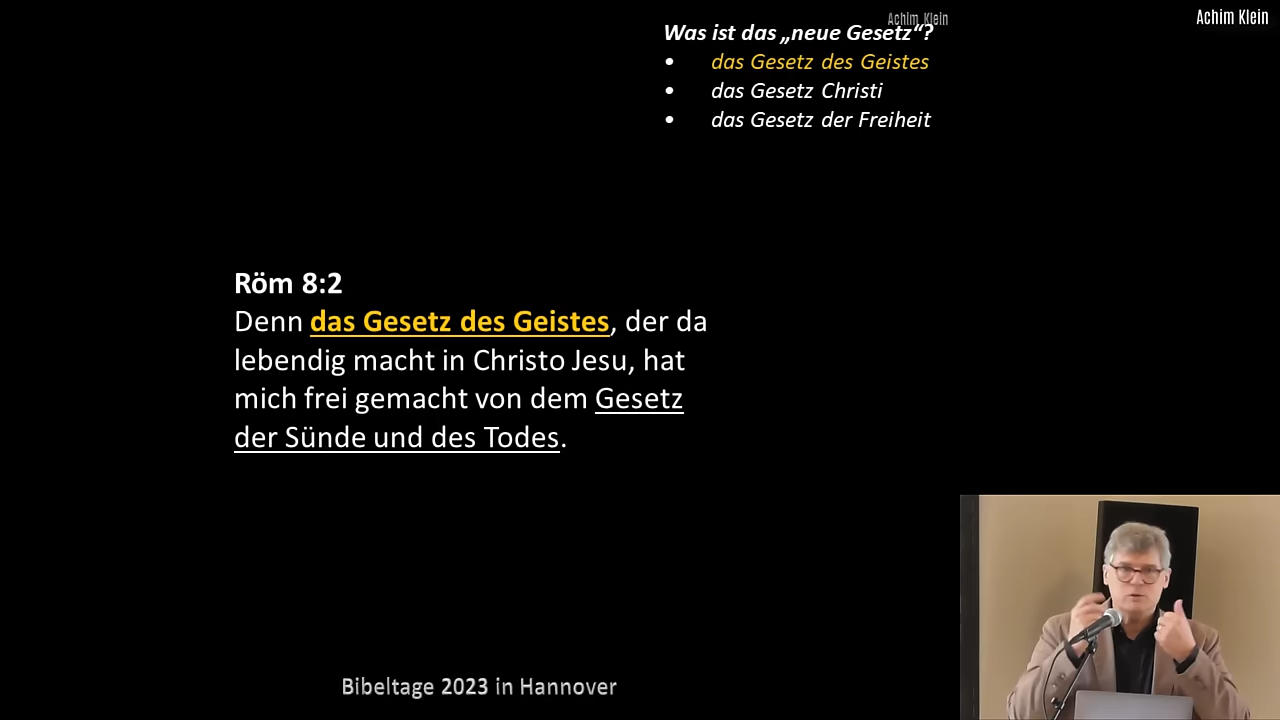 Achim Klein
Achim Klein
Was ist das „neue Gesetz“?
• das Gesetz des Geistes
• das Gesetz Christi
• das Gesetz der Freiheit
Röm 8:2
Denn das Gesetz des Geistes, der da
lebendig macht in Christo Jesu, hat
mich frei gemacht von dem Gesetz
der Sünde und des Todes.
Bibeltage 2023 in Hannover